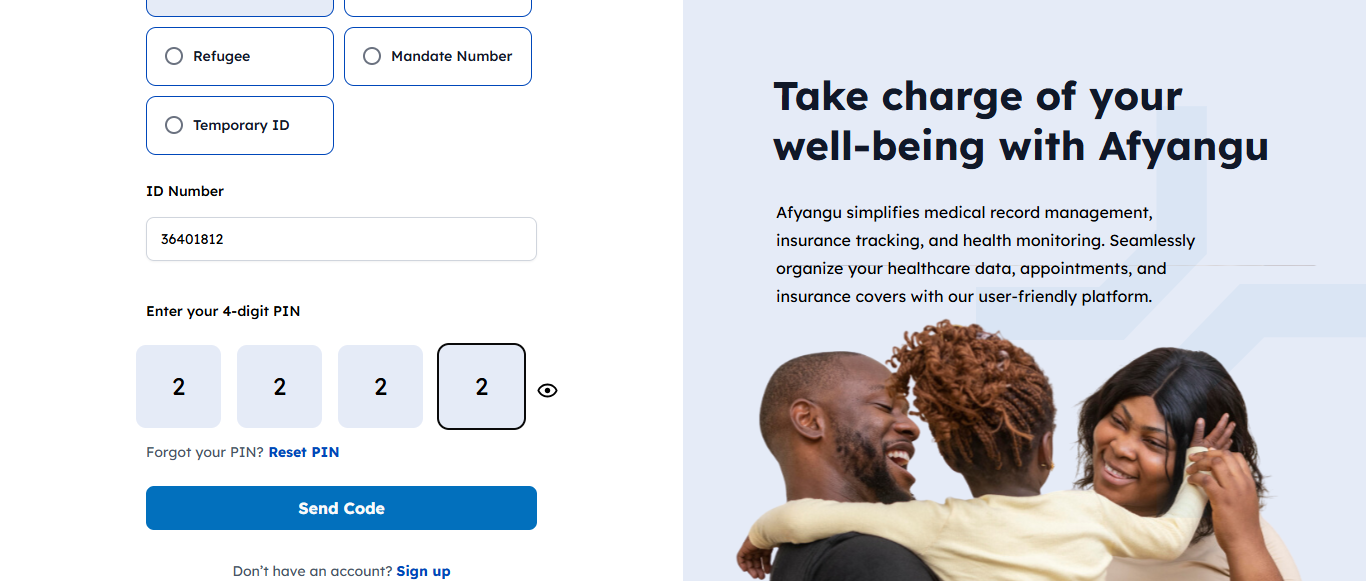 Refugee
Mandate Number
Temporary ID
ID Number
36401812
Enter your 4-digit PIN
2 2 2 2
Forgot your PIN? Reset PIN
Send Code
Don't have an account? Sign up
Take charge of your
well-being with Afyangu
Afyangu simplifies medical record management,
insurance tracking, and health monitoring. Seamlessly
organize your healthcare data, appointments, and
insurance covers with our user-friendly platform.